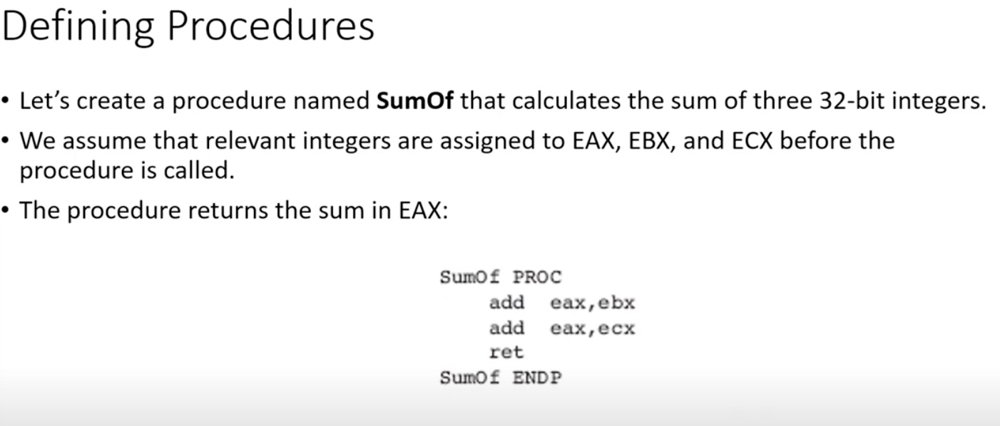 Defining Procedures
• Let's create a procedure named SumOf that calculates the sum of three 32-bit integers.
• We assume that relevant integers are assigned to EAX, EBX, and ECX before the
procedure is called.
• The procedure returns the sum in EAX:
SumOf PROC
add eax,ebx
add eax,ecx
ret
SumOf ENDP